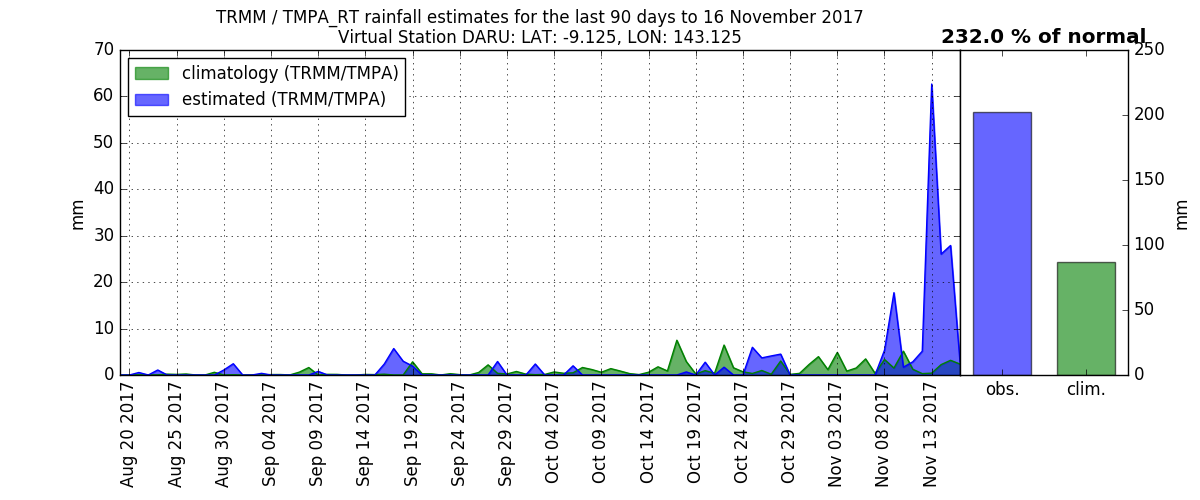 TRMM / TMPA_RT rainfall estimates for the last 90 days to 16 November 2017
Virtual Station DARU: LAT: -9.125, LON: 143.125
232.0 % of normal
climatology (TRMM/TMPA)
estimated (TRMM/TMPA)
70
60
50
40
30
20
10
0
mm
Aug 20 2017
Aug 25 2017
Aug 30 2017
Sep 04 2017
Sep 09 2017
Sep 14 2017
Sep 19 2017
Sep 24 2017
Sep 29 2017
Oct 04 2017
Oct 09 2017
Oct 14 2017
Oct 19 2017
Oct 24 2017
Oct 29 2017
Nov 03 2017
Nov 08 2017
Nov 13 2017
obs.
clim.
250
200
150
100
50
0
mm